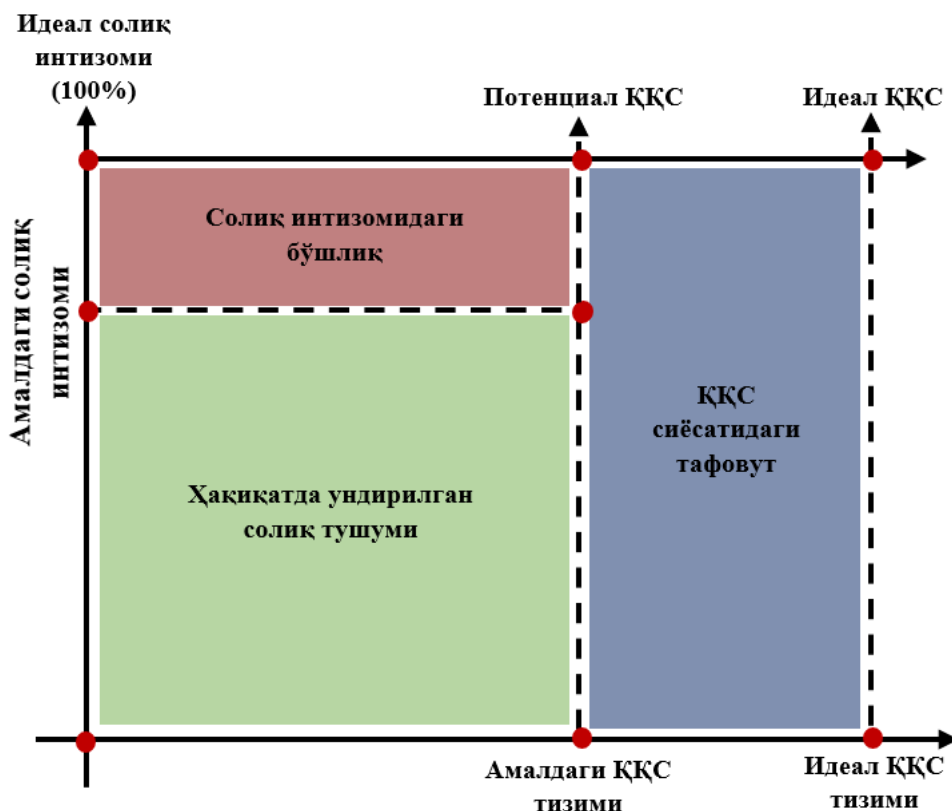 Идеал солиқ
интизоми
(100%)
Потенциал ҚҚС
Идеал ҚҚС
Солиқ интизомидаги
бўшлиқ
Амалдаги солиқ
интизоми
ҚҚС
сиёсатидаги
тафовут
Ҳақиқатда ундирилган
солиқ тушуми
Амалдаги ҚҚС
тизими
Идеал ҚҚС
тизими